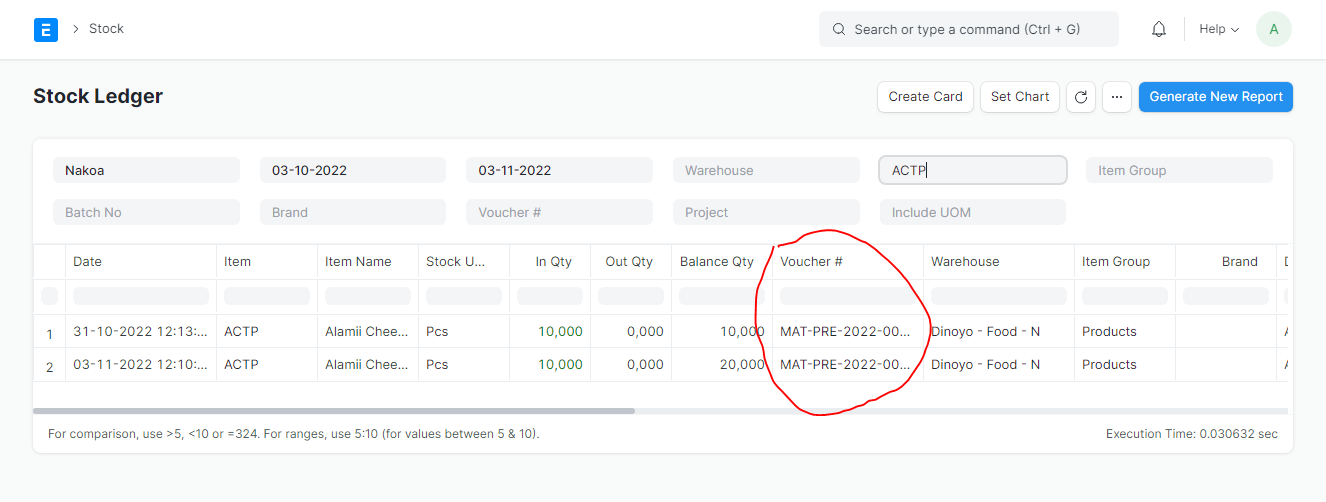 E > Stock Search or type a command (Ctrl + G) Help A
Stock Ledger Create Card Set Chart ... Generate New Report
Nakoa 03-10-2022 03-11-2022 Warehouse ACTP Item Group
Batch No Brand Voucher # Project Include UOM
Date Item Item Name Stock U... In Qty Out Qty Balance Qty Voucher # Warehouse Item Group Brand D
1 31-10-2022 12:13:... ACTP Alamii Chee... Pcs 10,000 0,000 10,000 MAT-PRE-2022-00... Dinoyo - Food - N Products A
2 03-11-2022 12:10:... ACTP Alamii Chee... Pcs 10,000 0,000 20,000 MAT-PRE-2022-00... Dinoyo - Food - N Products A
For comparison, use >5, <10 or =324. For ranges, use 5:10 (for values between 5 & 10). Execution Time: 0.030632 sec